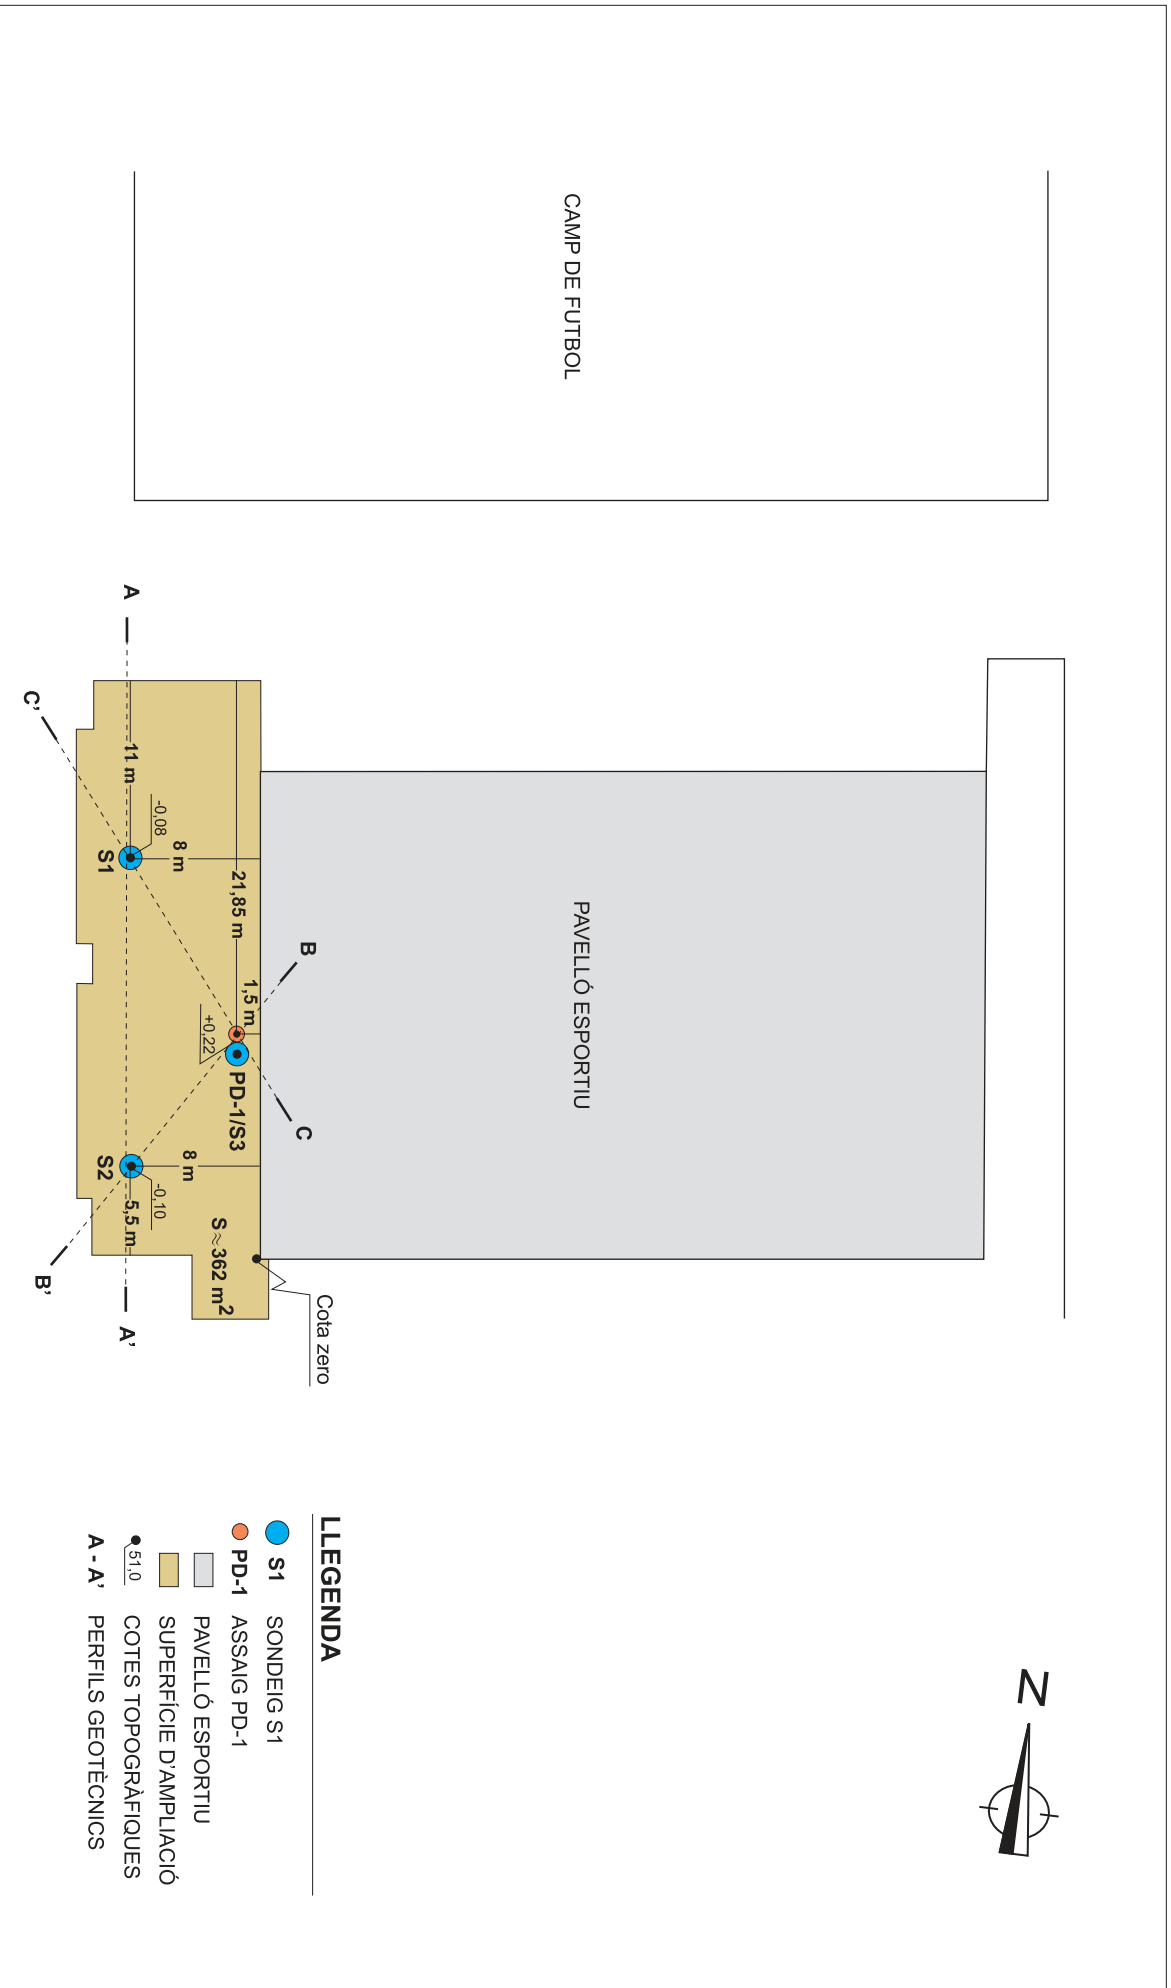 CAMP DE FUTBOL
PAVELLÓ ESPORTIU
A
C'
11 m
-0,08
8 m
S1
21,85 m
B
1,5 m
+0,22
PD-1/S3
C
8 m
S2
-0,10
5,5 m
S≈362 m²
B'
A'
Cota zero
N
LLEGENDA
S1 SONDEIG S1
PD-1 ASSAIG PD-1
PAVELLÓ ESPORTIU
SUPERFÍCIE D'AMPLIACIÓ
51,0 COTES TOPOGRÀFIQUES
A - A' PERFILS GEOTÈCNICS